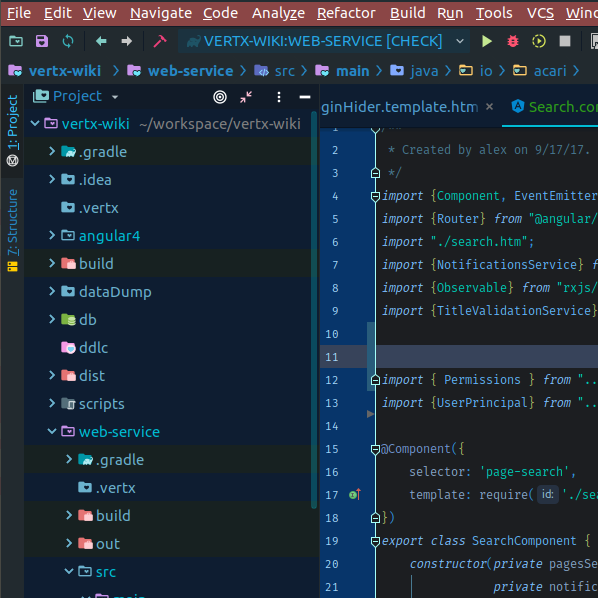 File Edit View Navigate Code Analyze Refactor Build Run Tools VCS
VERTX-WIKI:WEB-SERVICE [CHECK]
vertx-wiki > web-service > src > main > java > io > acari >
1: Project
7: Structure
Project
vertx-wiki ~/workspace/vertx-wiki
.gradle
.idea
.vertx
angular4
build
dataDump
db
ddlc
dist
scripts
web-service
.gradle
.vertx
build
out
src
main
ginHider.template.htm ×
Search.co
1
2 * Created by alex on 9/17/17.
3 */
4 import {Component, EventEmitter
5 import {Router} from "@angular/
6 import "./search.htm";
7 import {NotificationsService} f
8 import {Observable} from "rxjs/
9 import {TitleValidationService}
10
11
12 import { Permissions } from "..
13 import {UserPrincipal} from "..
14
15 @Component({
16 selector: 'page-search',
17 template: require( id: './sea
18 })
19 export class SearchComponent {
20 constructor(private pagesSe
21 private notific